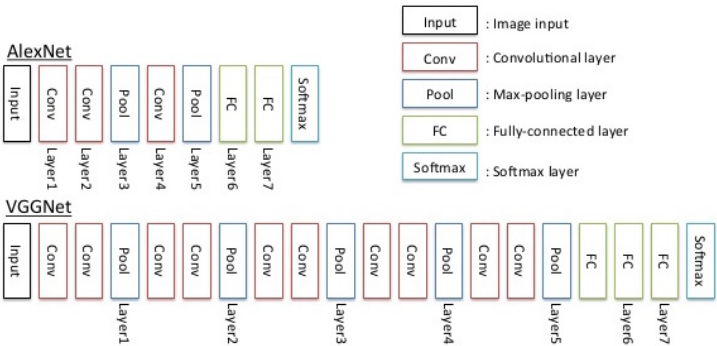 Input : Image input
Conv : Convolutional layer
Pool : Max-pooling layer
FC : Fully-connected layer
Softmax : Softmax layer
AlexNet
Input Conv Conv Pool Conv Pool FC FC Softmax
Layer1 Layer2 Layer3 Layer4 Layer5 Layer6 Layer7
VGGNet
Input Conv Conv Pool Conv Conv Pool Conv Conv Pool Conv Conv Pool Conv Conv Pool FC FC FC Softmax
Layer1 Layer2 Layer3 Layer4 Layer5 Layer6 Layer7